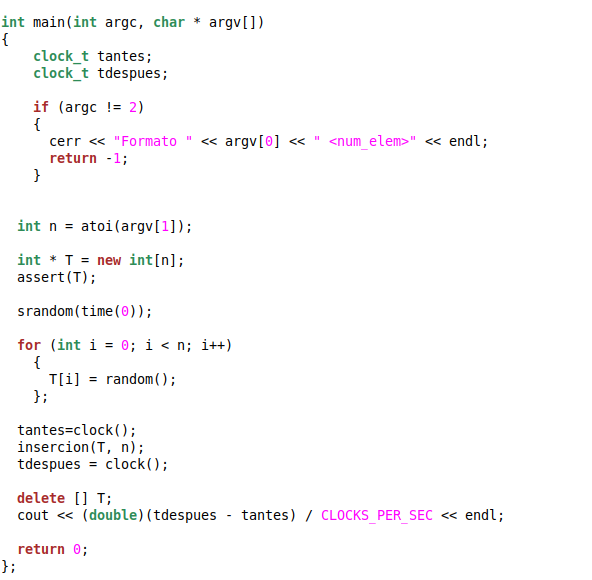 int main(int argc, char * argv[])
{
    clock_t tantes;
    clock_t tdespues;
    if (argc != 2)
    {
      cerr << "Formato " << argv[0] << " <num_elem>" << endl;
      return -1;
    }
  int n = atoi(argv[1]);
  int * T = new int[n];
  assert(T);
  srandom(time(0));
  for (int i = 0; i < n; i++)
    {
      T[i] = random();
    };
  tantes=clock();
  insercion(T, n);
  tdespues = clock();
  delete [] T;
  cout << (double)(tdespues - tantes) / CLOCKS_PER_SEC << endl;
  return 0;
};